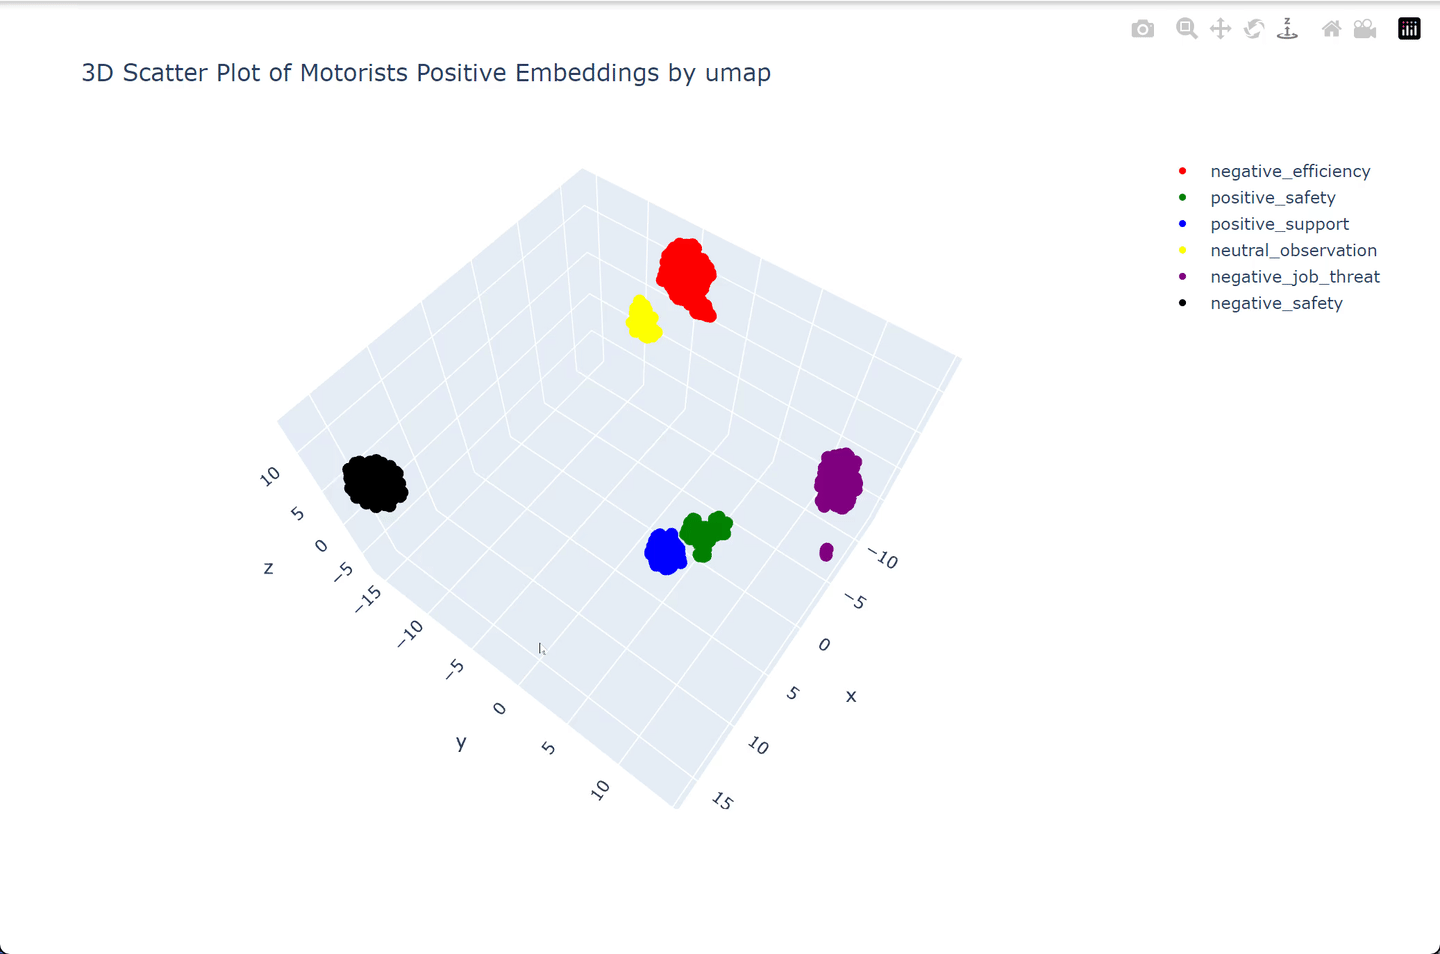 z
3D Scatter Plot of Motorists Positive Embeddings by umap
negative_efficiency
positive_safety
positive_support
neutral_observation
negative_job_threat
negative_safety
10
5
0
−5
z
−15
−10
−5
0
5
10
y
−10
−5
0
5
10
15
x